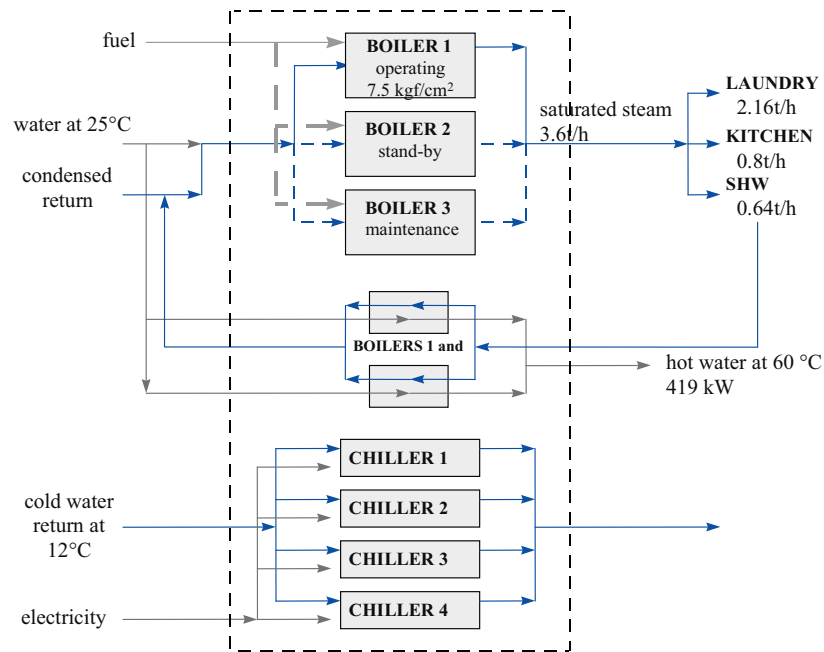 fuel
BOILER 1
operating
7.5 kgf/cm²
LAUNDRY
2.16t/h
saturated steam
3.6t/h
water at 25°C
BOILER 2
stand-by
KITCHEN
0.8t/h
condensed
return
SHW
0.64t/h
BOILER 3
maintenance
BOILERS 1 and
hot water at 60 °C
419 kW
CHILLER 1
cold water
return at
12°C
CHILLER 2
CHILLER 3
electricity
CHILLER 4